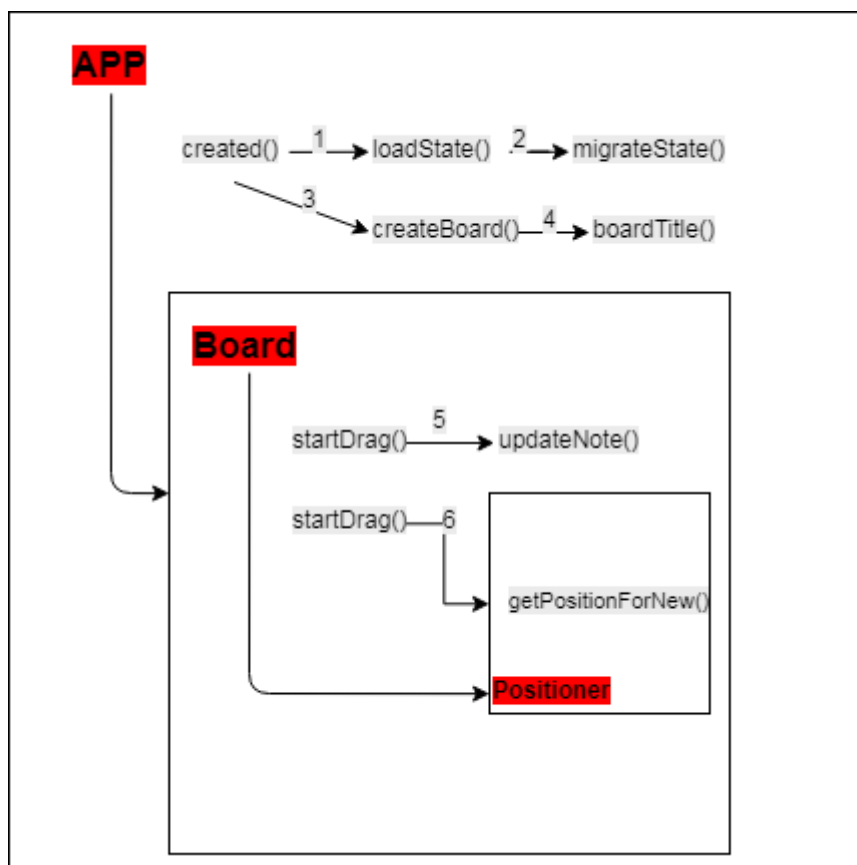 APP
created() 1 loadState() 2 migrateState()
3
createBoard() 4 boardTitle()
Board
5
startDrag() updateNote()
startDrag() 6
getPositionForNew()
Positioner